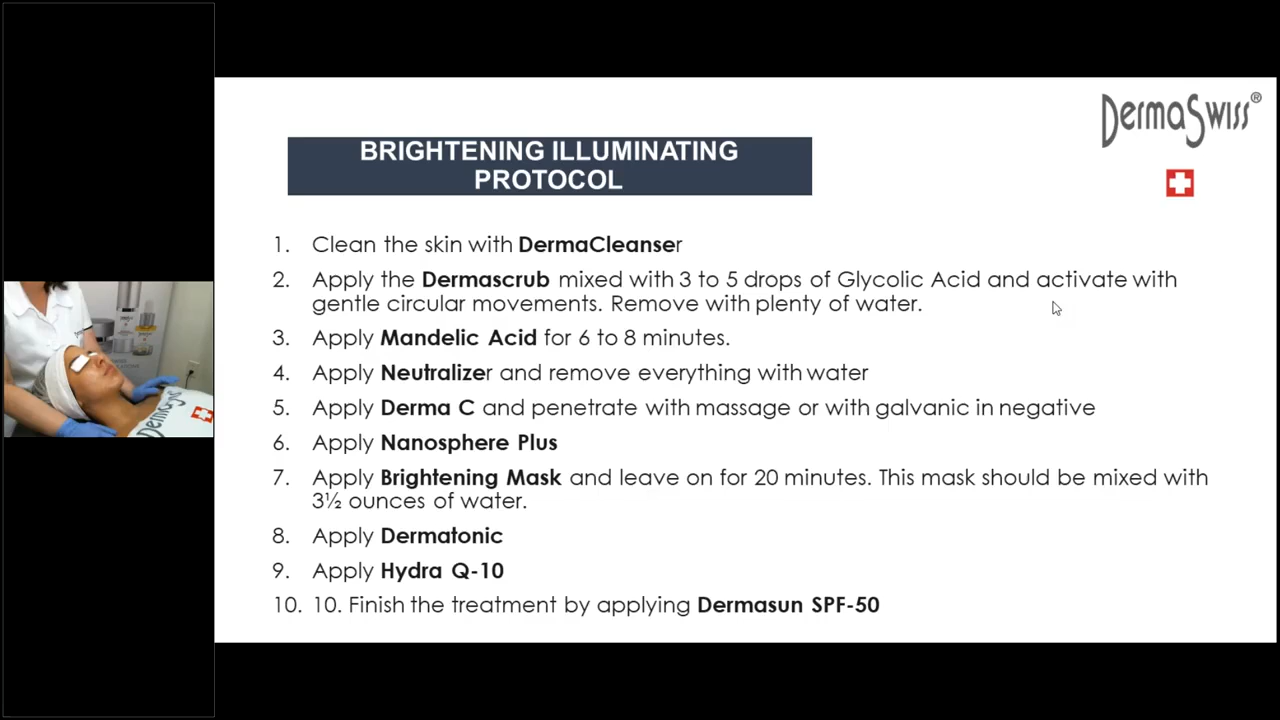 DermaSwiss®
BRIGHTENING ILLUMINATING
PROTOCOL
1. Clean the skin with DermaCleanser
2. Apply the Dermascrub mixed with 3 to 5 drops of Glycolic Acid and activate with
gentle circular movements. Remove with plenty of water.
3. Apply Mandelic Acid for 6 to 8 minutes.
4. Apply Neutralizer and remove everything with water
5. Apply Derma C and penetrate with massage or with galvanic in negative
6. Apply Nanosphere Plus
7. Apply Brightening Mask and leave on for 20 minutes. This mask should be mixed with
3½ ounces of water.
8. Apply Dermatonic
9. Apply Hydra Q-10
10. 10. Finish the treatment by applying Dermasun SPF-50
DermaSwiss